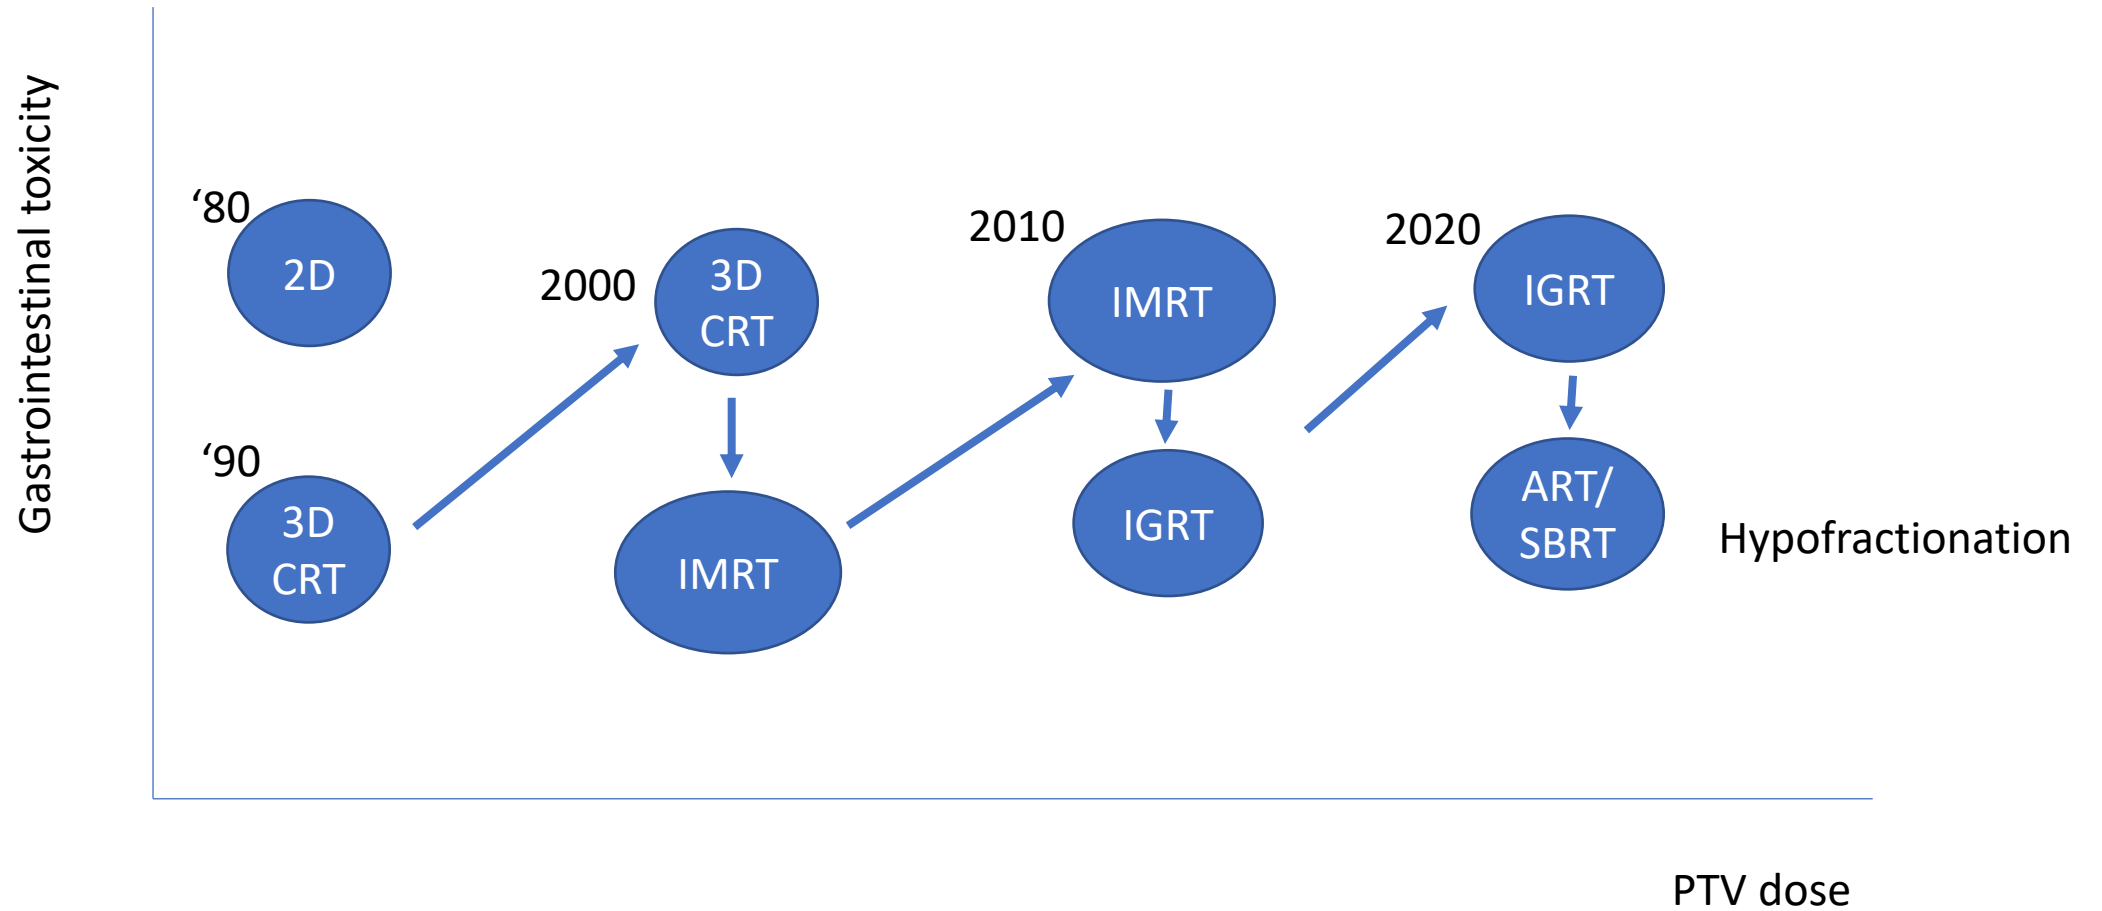 Gastrointestinal toxicity
‘80
2D
‘90
3D
CRT
2000
3D
CRT
IMRT
2010
IMRT
IGRT
2020
IGRT
ART/
SBRT
Hypofractionation
PTV dose